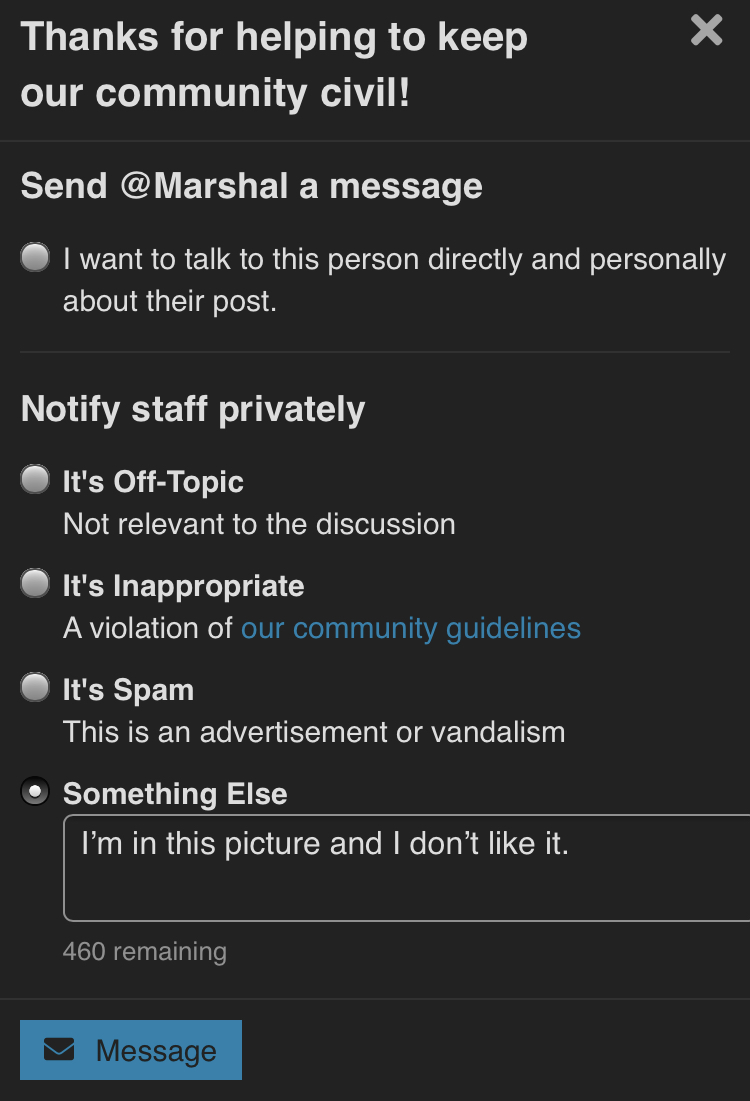 Thanks for helping to keep
our community civil!
Send @Marshal a message
I want to talk to this person directly and personally
about their post.
Notify staff privately
It's Off-Topic
Not relevant to the discussion
It's Inappropriate
A violation of our community guidelines
It's Spam
This is an advertisement or vandalism
Something Else
I’m in this picture and I don’t like it.
460 remaining
Message